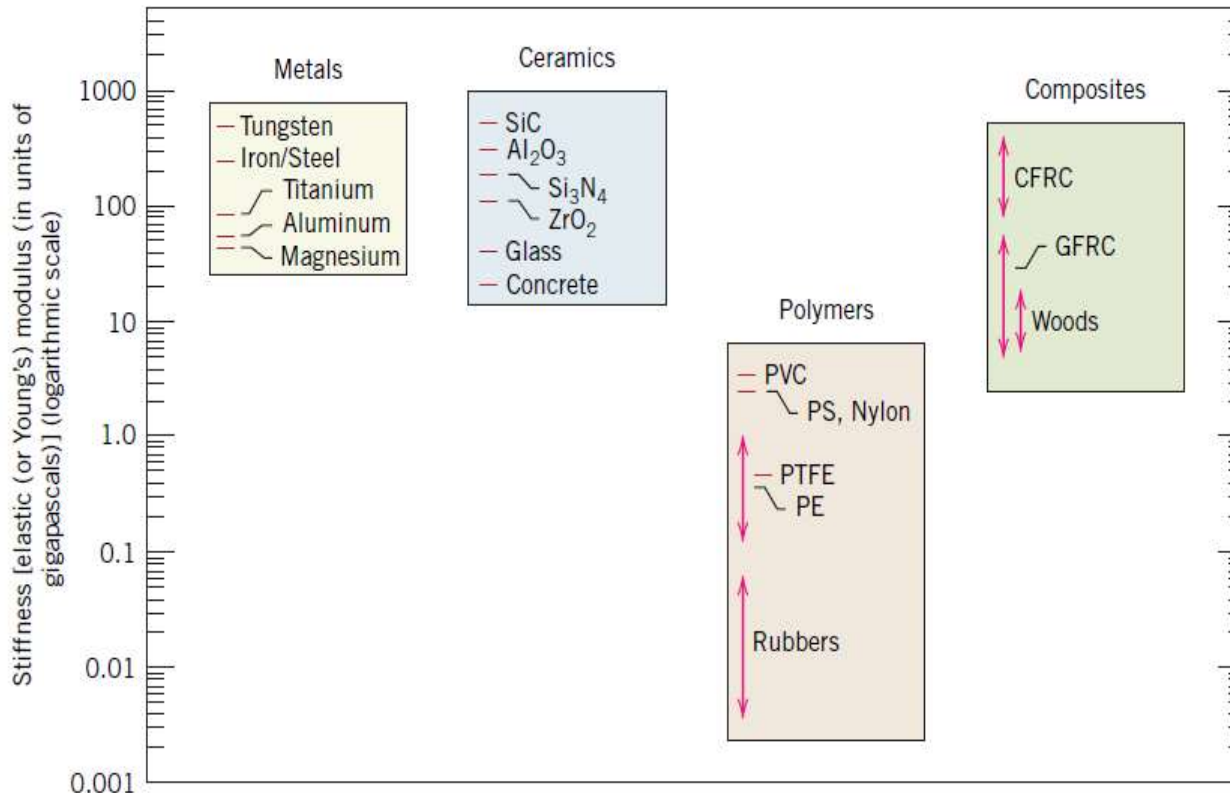 Stiffness [elastic (or Young's) modulus (in units of
gigapascals)] (logarithmic scale)
1000
100
10
1.0
0.1
0.01
0.001
Metals
Tungsten
Iron/Steel
Titanium
Aluminum
Magnesium
Ceramics
SiC
Al₂O₃
Si₃N₄
ZrO₂
Glass
Concrete
Polymers
PVC
PS, Nylon
PTFE
PE
Rubbers
Composites
CFRC
GFRC
Woods